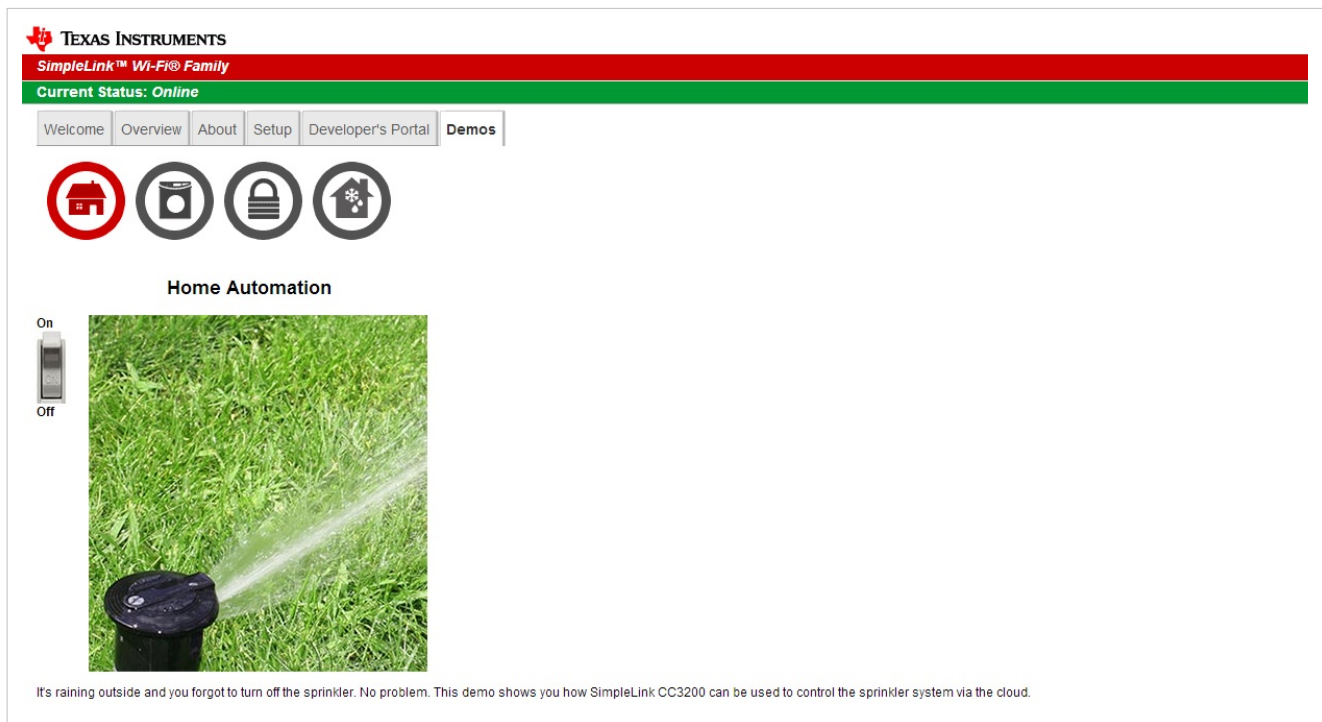 TEXAS INSTRUMENTS
SimpleLink™ Wi-Fi® Family
Current Status: Online
Welcome Overview About Setup Developer's Portal Demos
Home Automation
On
Off
It's raining outside and you forgot to turn off the sprinkler. No problem. This demo shows you how SimpleLink CC3200 can be used to control the sprinkler system via the cloud.